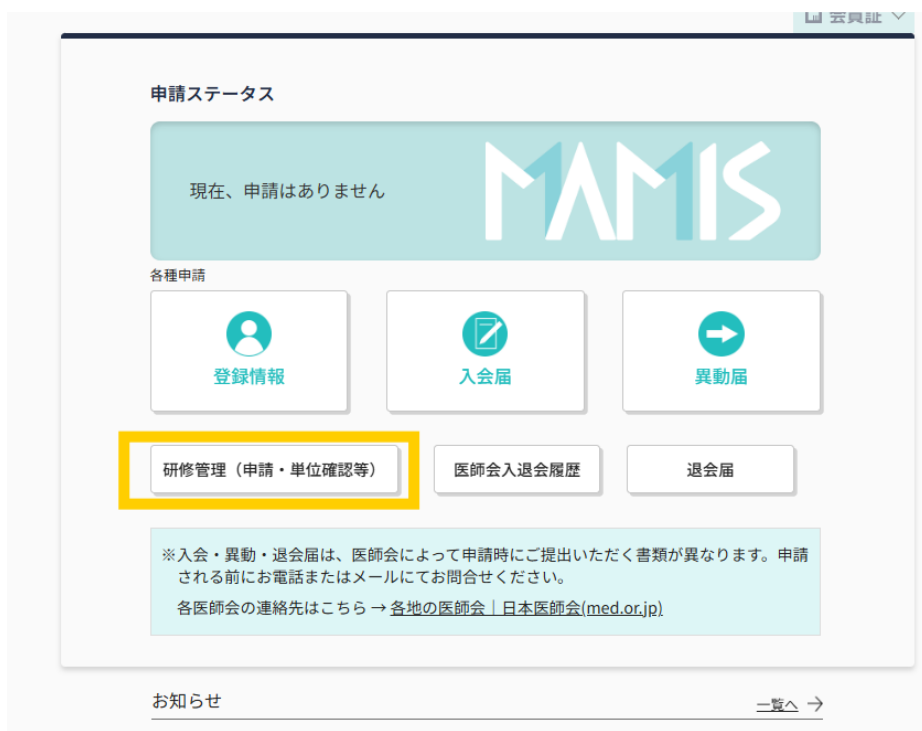 会員証
申請ステータス
現在、申請はありません
MAMIS
各種申請
登録情報
入会届
異動届
研修管理（申請・単位確認等）
医師会入退会履歴
退会届
※入会・異動・退会届は、医師会によって申請時にご提出いただく書類が異なります。申請
される前にお電話またはメールにてお問合せください。
各医師会の連絡先はこちら→各地の医師会｜日本医師会(med.or.jp)
お知らせ
一覧へ →